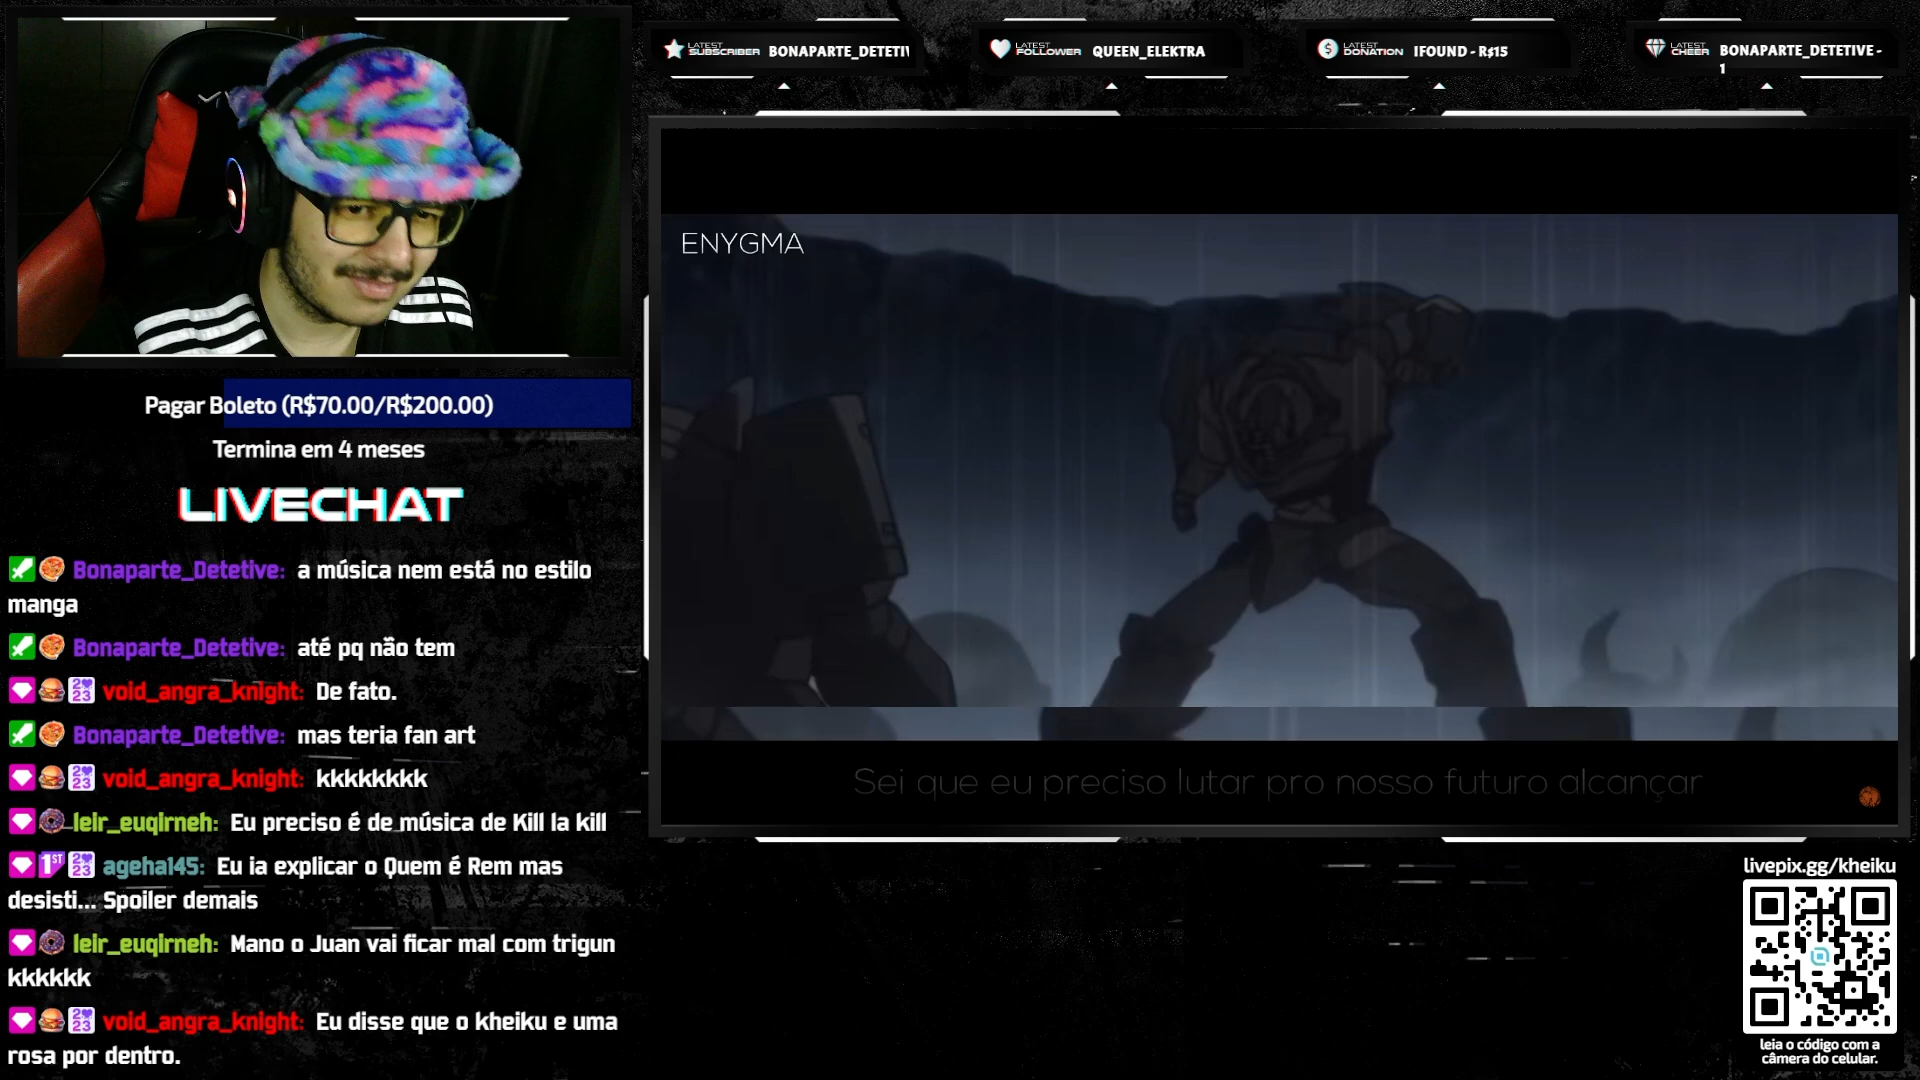 LATEST SUBSCRIBER BONAPARTE_DETETIV
LATEST FOLLOWER QUEEN_ELEKTRA
LATEST DONATION IFOUND - R$15
LATEST CHEER BONAPARTE_DETETIVE -
1
ENYGMA
Pagar Boleto (R$70.00/R$200.00)
Termina em 4 meses
LIVECHAT
Bonaparte_Detetive: a música nem está no estilo
manga
Bonaparte_Detetive: até pq não tem
void_angra_knight: De fato.
Bonaparte_Detetive: mas teria fan art
void_angra_knight: kkkkkkkk
leir_euqirneh: Eu preciso é de música de Kill la kill
1ST ageha145: Eu ia explicar o Quem é Rem mas
desisti... Spoiler demais
leir_euqirneh: Mano o Juan vai ficar mal com trigun
kkkkkk
void_angra_knight: Eu disse que o kheiku e uma
rosa por dentro.
Sei que eu preciso lutar pro nosso futuro alcançar
livepix.gg/kheiku
leia o código com a
câmera do celular.